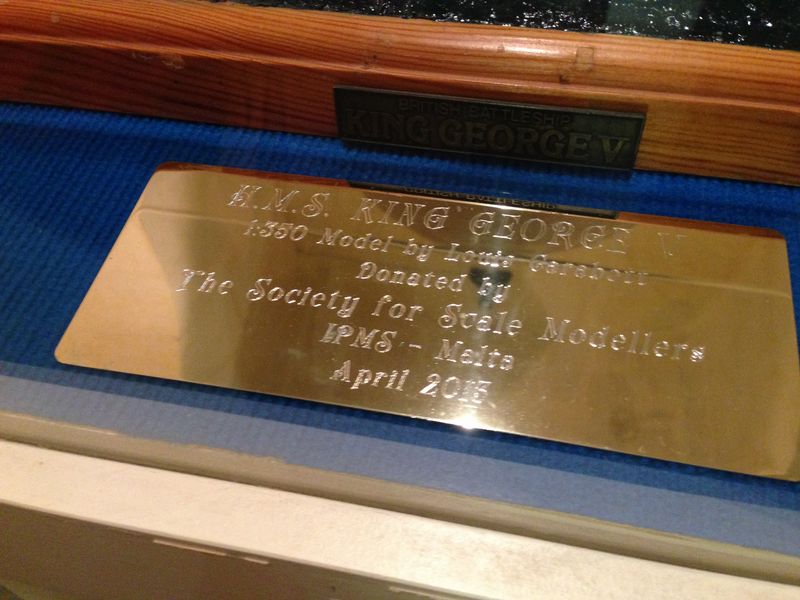 BRITISH BATTLESHIP
KING GEORGE V
H.M.S. KING GEORGE V
1:350 Model by Louis Carabott
Donated by
The Society for Scale Modellers
IPMS - Malta
April 2013